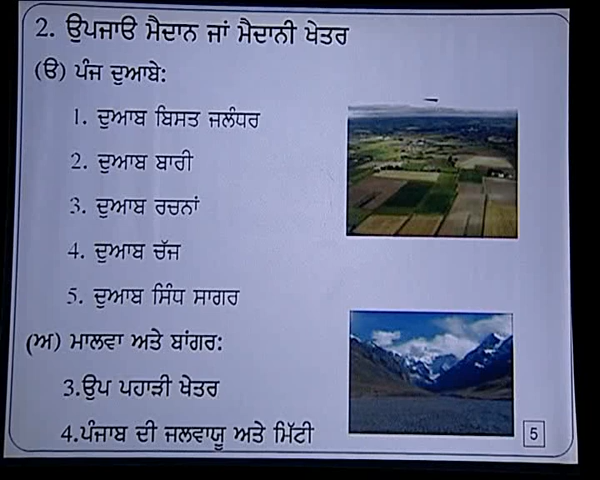 2. ਉਪਜਾਓ ਮੈਦਾਨ ਜਾਂ ਮੈਦਾਨੀ ਖੇਤਰ
(ੳ) ਪੰਜ ਦੁਆਬੇ:
1. ਦੁਆਬ ਬਿਸਤ ਜਲੰਧਰ
2. ਦੁਆਬ ਬਾਰੀ
3. ਦੁਆਬ ਰਚਨਾਂ
4. ਦੁਆਬ ਚੱਜ
5. ਦੁਆਬ ਸਿੰਧ ਸਾਗਰ
(ਅ) ਮਾਲਵਾ ਅਤੇ ਬਾਂਗਰ:
3.ਉਪ ਪਹਾੜੀ ਖੇਤਰ
4.ਪੰਜਾਬ ਦੀ ਜਲਵਾਯੂ ਅਤੇ ਮਿੱਟੀ
5